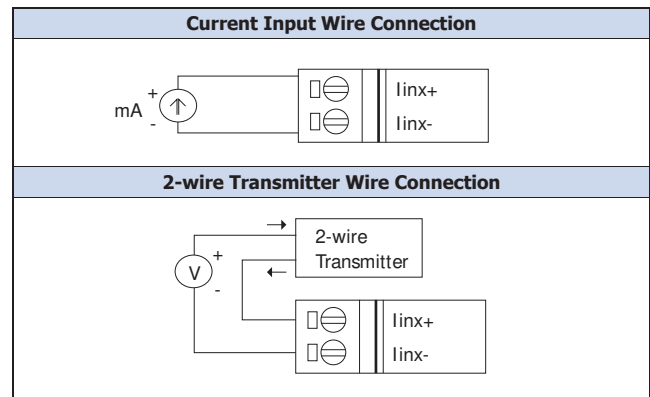 Current Input Wire Connection
mA
+
-
Iinx+
Iinx-
2-wire Transmitter Wire Connection
V
+
-
2-wire
Transmitter
Iinx+
Iinx-